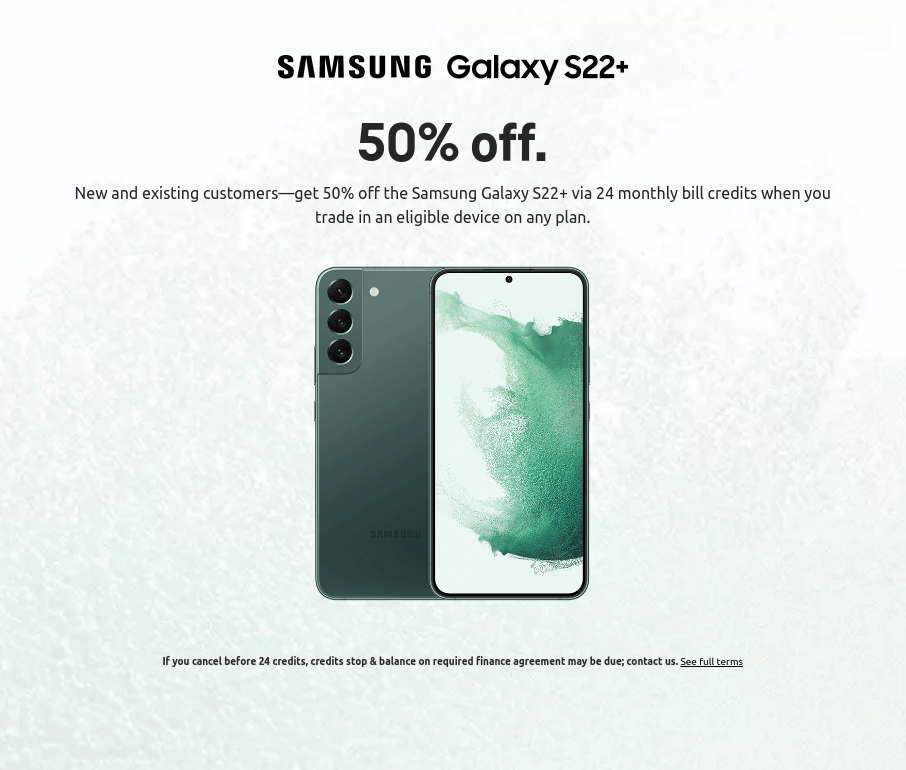 SAMSUNG Galaxy S22+
50% off.
New and existing customers—get 50% off the Samsung Galaxy S22+ via 24 monthly bill credits when you
trade in an eligible device on any plan.
SAMSUNG
If you cancel before 24 credits, credits stop & balance on required finance agreement may be due; contact us. See full terms